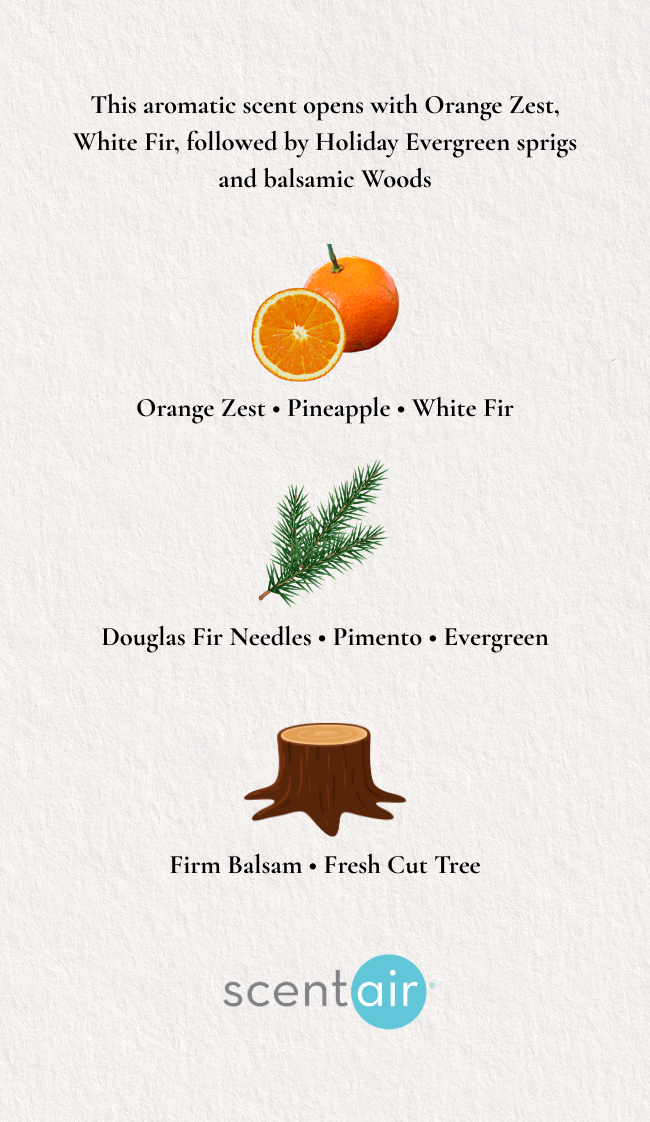 This aromatic scent opens with Orange Zest,
White Fir, followed by Holiday Evergreen sprigs
and balsamic Woods
Orange Zest • Pineapple • White Fir
Douglas Fir Needles • Pimento • Evergreen
Firm Balsam • Fresh Cut Tree
scentair®